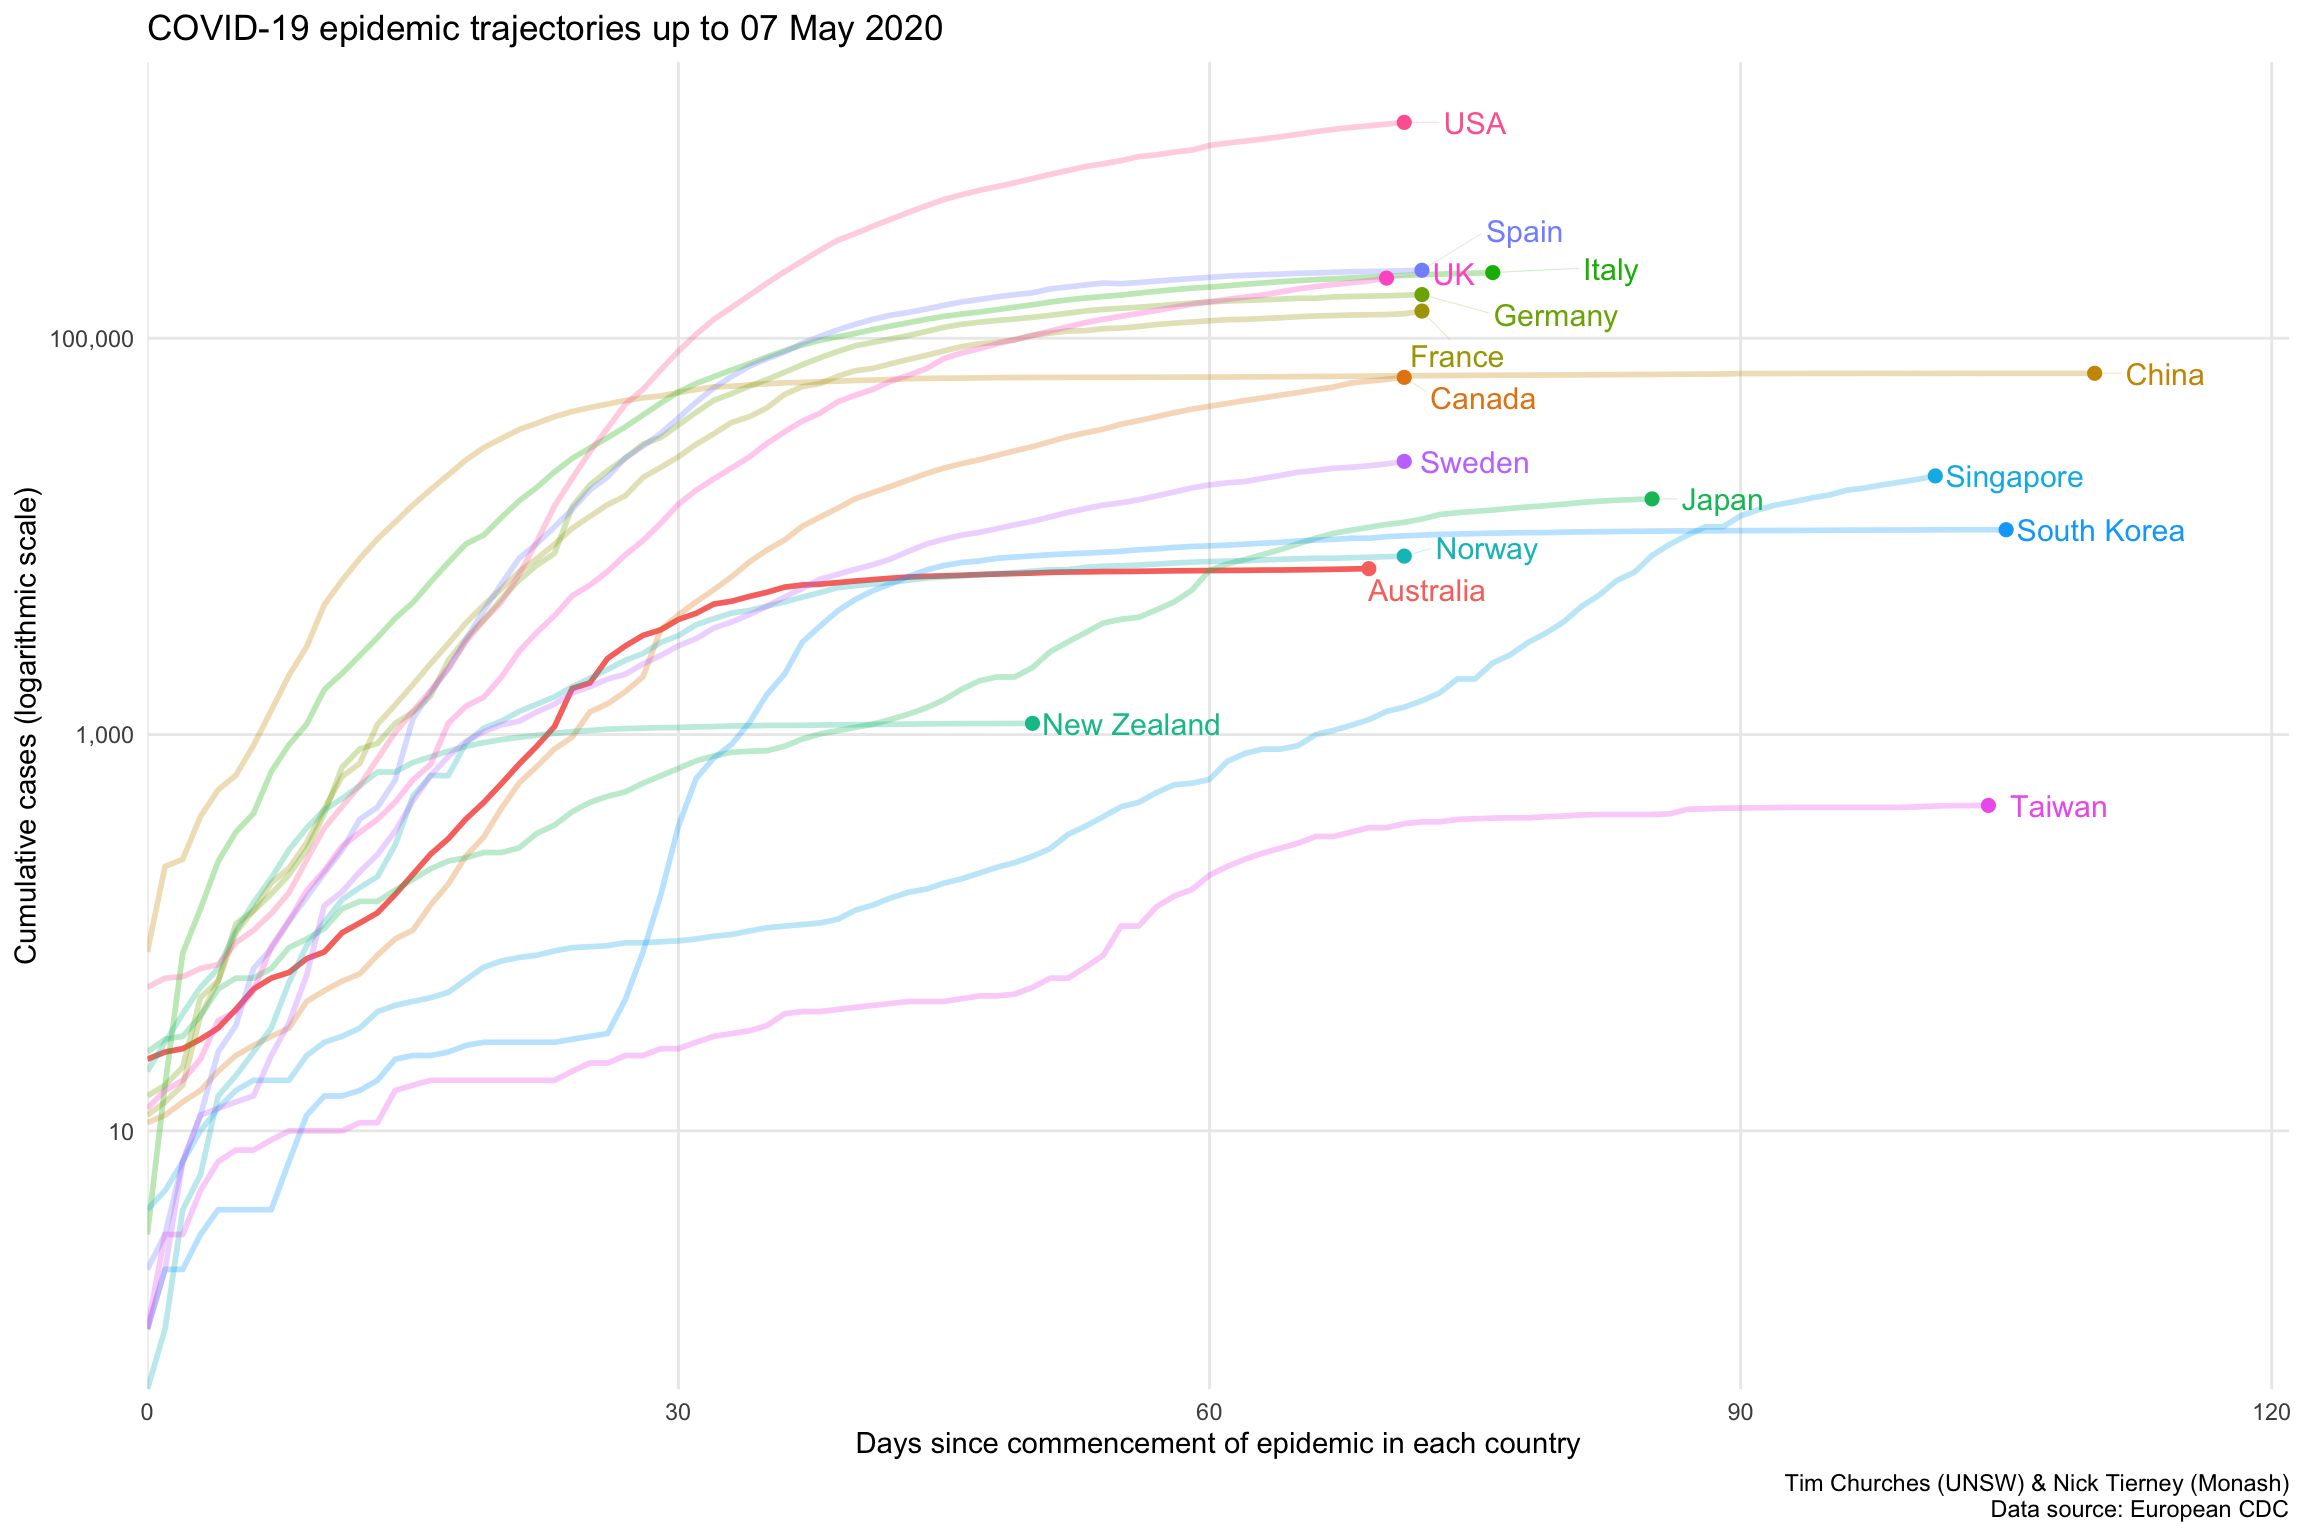 COVID-19 epidemic trajectories up to 07 May 2020
USA
Spain
Italy
UK
Germany
100,000
France
China
Canada
Sweden
Singapore
Japan
South Korea
Norway
Australia
New Zealand
1,000
Taiwan
10
Cumulative cases (logarithmic scale)
0 30 60 90 120
Days since commencement of epidemic in each country
Tim Churches (UNSW) & Nick Tierney (Monash)
Data source: European CDC